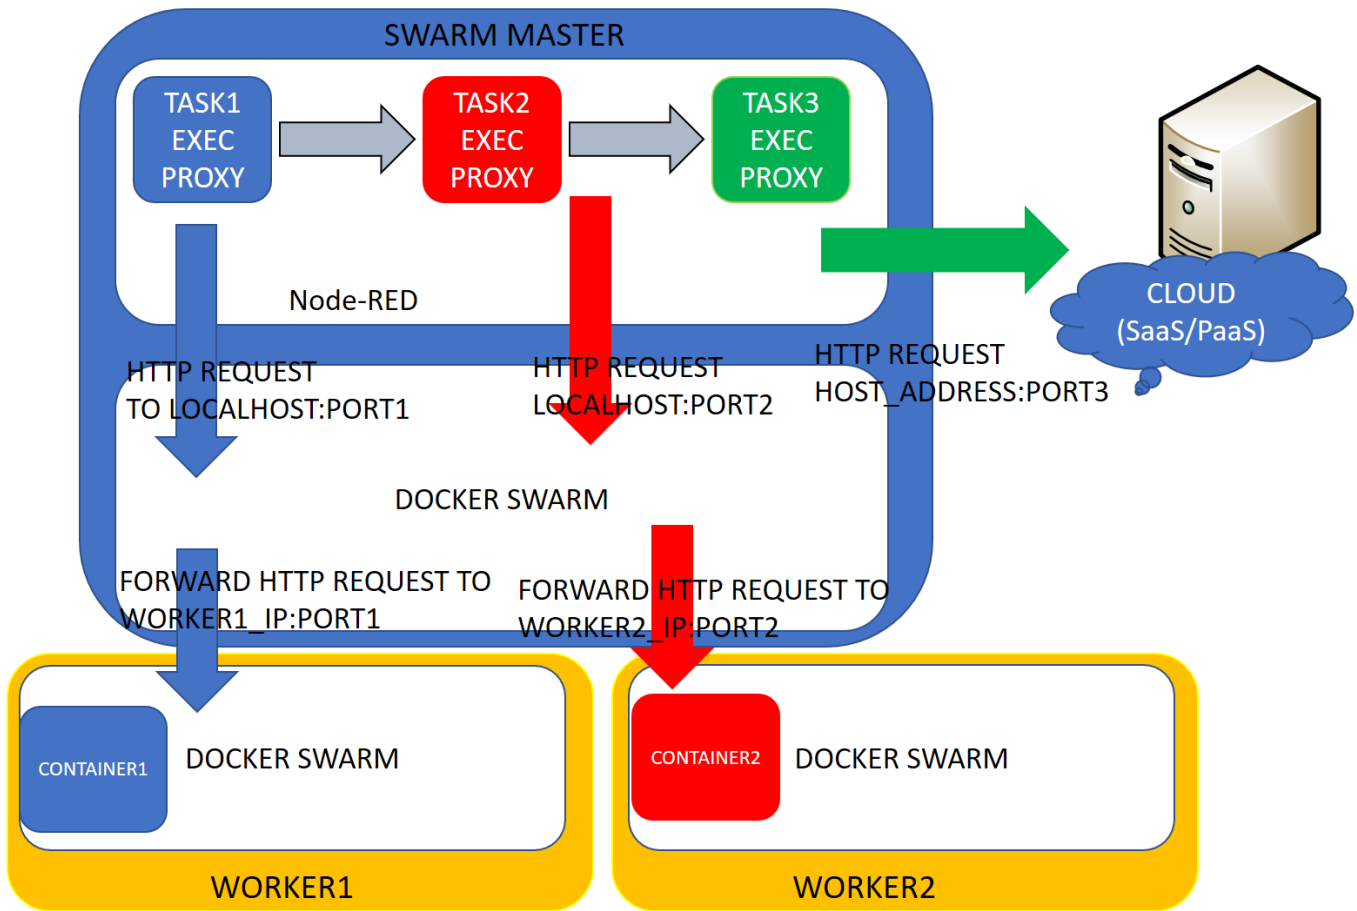 SWARM MASTER
TASK1
EXEC
PROXY
TASK2
EXEC
PROXY
TASK3
EXEC
PROXY
Node-RED
CLOUD
(SaaS/PaaS)
HTTP REQUEST
TO LOCALHOST:PORT1
HTTP REQUEST
LOCALHOST:PORT2
HTTP REQUEST
HOST_ADDRESS:PORT3
DOCKER SWARM
FORWARD HTTP REQUEST TO
WORKER1_IP:PORT1
FORWARD HTTP REQUEST TO
WORKER2_IP:PORT2
CONTAINER1
DOCKER SWARM
WORKER1
CONTAINER2
DOCKER SWARM
WORKER2